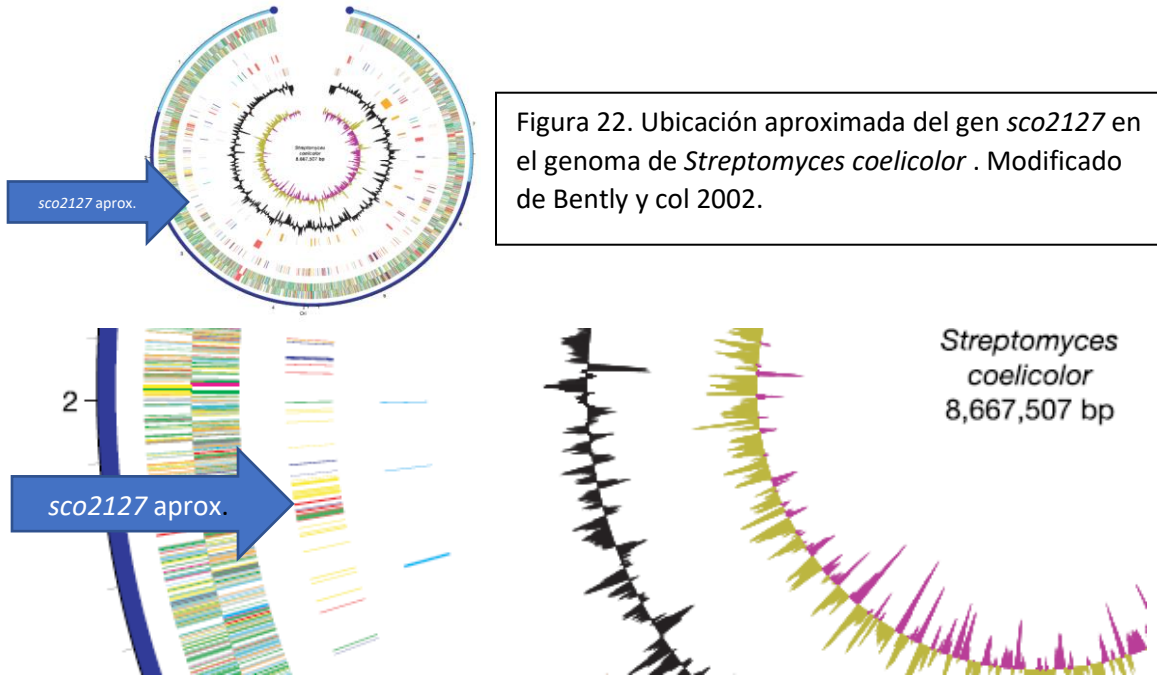 Streptomyces
coelicolor
8,667,507 bp
sco2127 aprox.
Figura 22. Ubicación aproximada del gen sco2127 en
el genoma de Streptomyces coelicolor . Modificado
de Bently y col 2002.
2
sco2127 aprox.
Streptomyces
coelicolor
8,667,507 bp